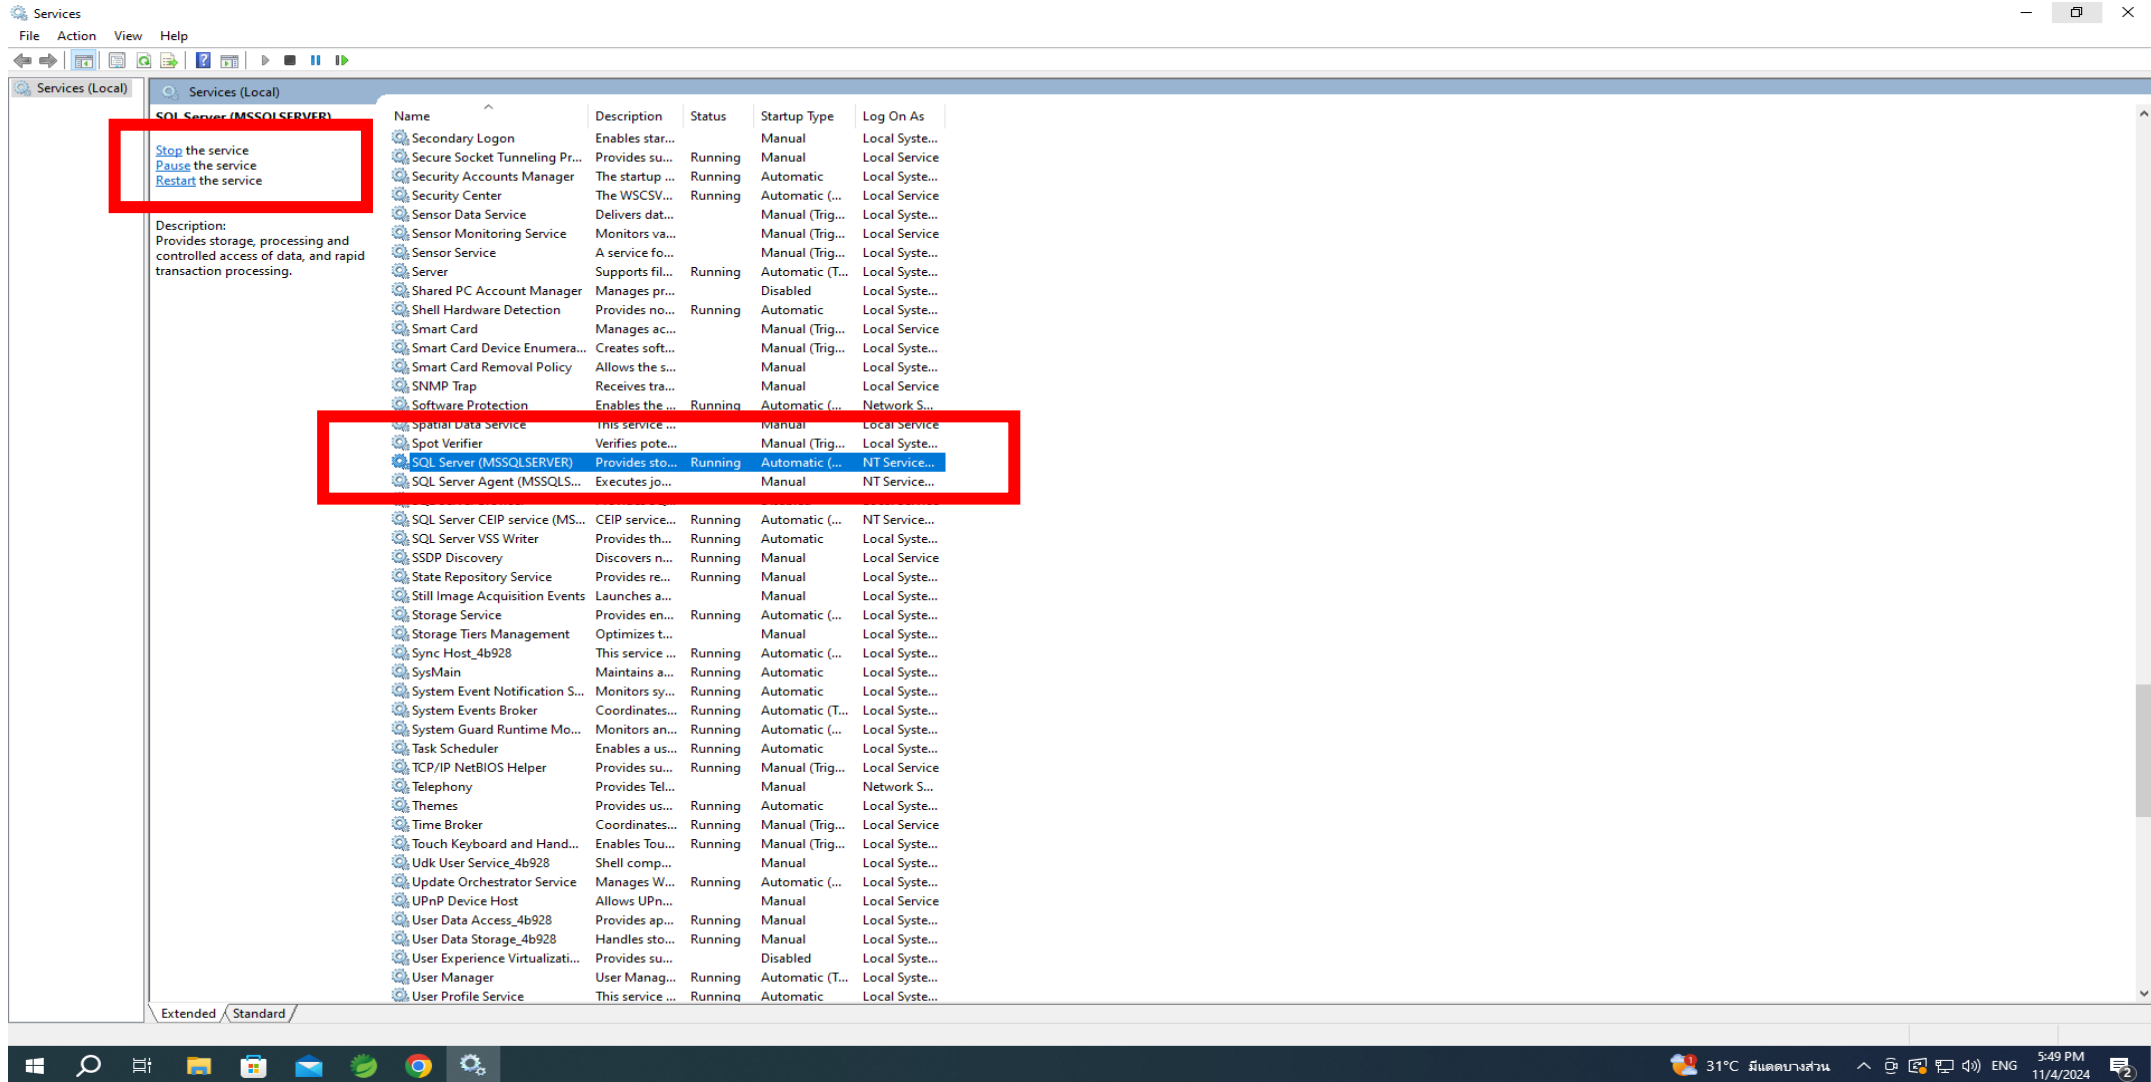 Services
File Action View Help
Services (Local)
Services (Local)
SQL Server (MSSQLSERVER)
Stop the service
Pause the service
Restart the service
Description:
Provides storage, processing and
controlled access of data, and rapid
transaction processing.
Name Description Status Startup Type Log On As
Secondary Logon Enables star... Manual Local Syste...
Secure Socket Tunneling Pr... Provides su... Running Manual Local Service
Security Accounts Manager The startup ... Running Automatic Local Syste...
Security Center The WSCSV... Running Automatic (... Local Service
Sensor Data Service Delivers dat... Manual (Trig... Local Syste...
Sensor Monitoring Service Monitors va... Manual (Trig... Local Service
Sensor Service A service fo... Manual (Trig... Local Syste...
Server Supports fil... Running Automatic (T... Local Syste...
Shared PC Account Manager Manages pr... Disabled Local Syste...
Shell Hardware Detection Provides no... Running Automatic Local Syste...
Smart Card Manages ac... Manual (Trig... Local Service
Smart Card Device Enumera... Creates soft... Manual (Trig... Local Syste...
Smart Card Removal Policy Allows the s... Manual Local Syste...
SNMP Trap Receives tra... Manual Local Service
Software Protection Enables the ... Running Automatic (... Network S...
Spatial Data Service This service ... Manual Local Service
Spot Verifier Verifies pote... Manual (Trig... Local Syste...
SQL Server (MSSQLSERVER) Provides sto... Running Automatic (... NT Service...
SQL Server Agent (MSSQLS... Executes jo... Manual NT Service...
SQL Server CEIP service (MS... CEIP service... Running Automatic (... NT Service...
SQL Server VSS Writer Provides th... Running Automatic Local Syste...
SSDP Discovery Discovers n... Running Manual Local Service
State Repository Service Provides re... Running Manual Local Syste...
Still Image Acquisition Events Launches a... Manual Local Syste...
Storage Service Provides en... Running Automatic (... Local Syste...
Storage Tiers Management Optimizes t... Manual Local Syste...
Sync Host_4b928 This service ... Running Automatic (... Local Syste...
SysMain Maintains a... Running Automatic Local Syste...
System Event Notification S... Monitors sy... Running Automatic Local Syste...
System Events Broker Coordinates... Running Automatic (T... Local Syste...
System Guard Runtime Mo... Monitors an... Running Automatic (... Local Syste...
Task Scheduler Enables a us... Running Automatic Local Syste...
TCP/IP NetBIOS Helper Provides su... Running Manual (Trig... Local Service
Telephony Provides Tel... Manual Network S...
Themes Provides us... Running Automatic Local Syste...
Time Broker Coordinates... Running Manual (Trig... Local Service
Touch Keyboard and Hand... Enables Tou... Running Manual (Trig... Local Syste...
Udk User Service_4b928 Shell comp... Manual Local Syste...
Update Orchestrator Service Manages W... Running Automatic (... Local Syste...
UPnP Device Host Allows UPn... Manual Local Service
User Data Access_4b928 Provides ap... Running Manual Local Syste...
User Data Storage_4b928 Handles sto... Running Manual Local Syste...
User Experience Virtualizati... Provides su... Disabled Local Syste...
User Manager User Manag... Running Automatic (T... Local Syste...
User Profile Service This service ... Running Automatic Local Syste...
Extended Standard
1 31°C มีแดดบางส่วน ENG 5:49 PM
11/4/2024 2